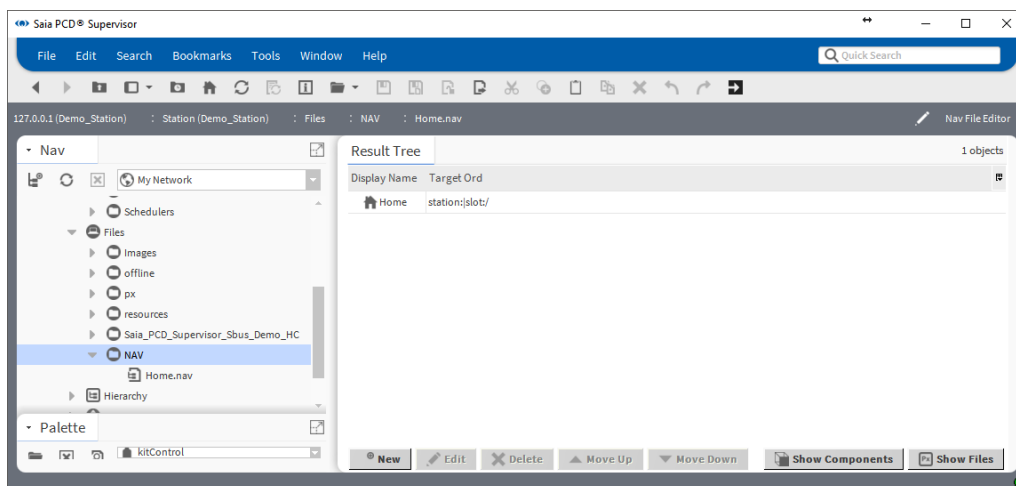 Saia PCD® Supervisor
File Edit Search Bookmarks Tools Window Help
Quick Search
127.0.0.1 (Demo_Station) : Station (Demo_Station) : Files : NAV : Home.nav
Nav File Editor
Nav
My Network
Schedulers
Files
Images
offline
px
resources
Saia_PCD_Supervisor_Sbus_Demo_HC
NAV
Home.nav
Hierarchy
Palette
kitControl
Result Tree
1 objects
Display Name Target Ord
Home station:|slot:/
New Edit Delete Move Up Move Down Show Components Px Show Files